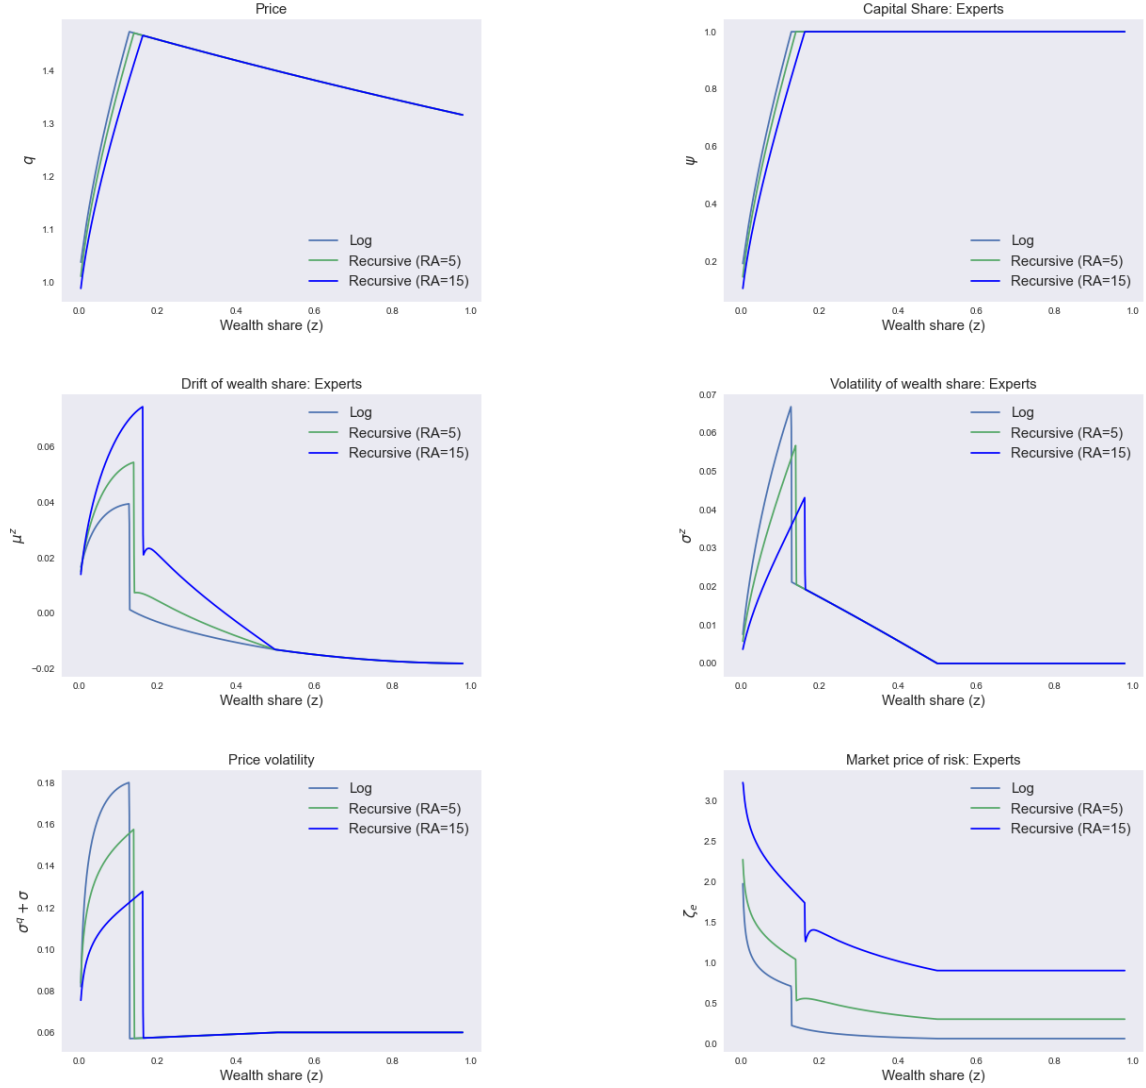 Price
1.4
1.3
1.2
1.1
1.0
q
Log
Recursive (RA=5)
Recursive (RA=15)
0.0 0.2 0.4 0.6 0.8 1.0
Wealth share (z)
Capital Share: Experts
1.0
0.8
0.6
0.4
0.2
ψ
Log
Recursive (RA=5)
Recursive (RA=15)
0.0 0.2 0.4 0.6 0.8 1.0
Wealth share (z)
Drift of wealth share: Experts
Log
Recursive (RA=5)
Recursive (RA=15)
0.06
0.04
0.02
0.00
−0.02
μ^z
0.0 0.2 0.4 0.6 0.8 1.0
Wealth share (z)
Volatility of wealth share: Experts
Log
Recursive (RA=5)
Recursive (RA=15)
0.07
0.06
0.05
0.04
0.03
0.02
0.01
0.00
σ^z
0.0 0.2 0.4 0.6 0.8 1.0
Wealth share (z)
Price volatility
Log
Recursive (RA=5)
Recursive (RA=15)
0.18
0.16
0.14
0.12
0.10
0.08
0.06
σ^q + σ
0.0 0.2 0.4 0.6 0.8 1.0
Wealth share (z)
Market price of risk: Experts
Log
Recursive (RA=5)
Recursive (RA=15)
3.0
2.5
2.0
1.5
1.0
0.5
0.0
ζ_e
0.0 0.2 0.4 0.6 0.8 1.0
Wealth share (z)